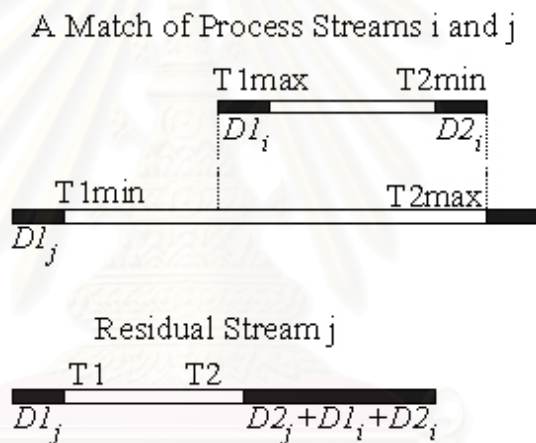 A Match of Process Streams i and j
T1max T2min
D1i D2i
T1min T2max
D1j
Residual Stream j
T1 T2
D1j D2j+D1i+D2i